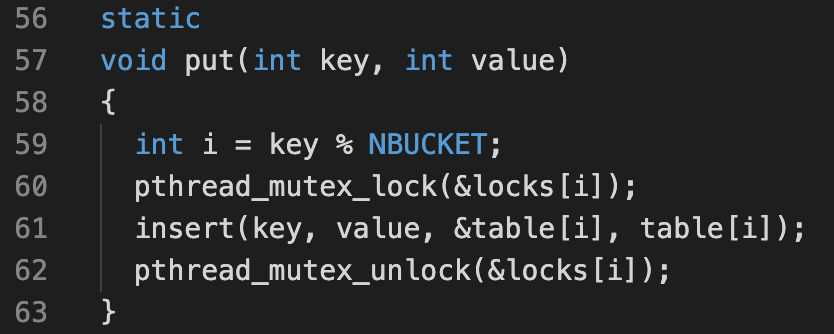 56 static
57 void put(int key, int value)
58 {
59   int i = key % NBUCKET;
60   pthread_mutex_lock(&locks[i]);
61   insert(key, value, &table[i], table[i]);
62   pthread_mutex_unlock(&locks[i]);
63 }